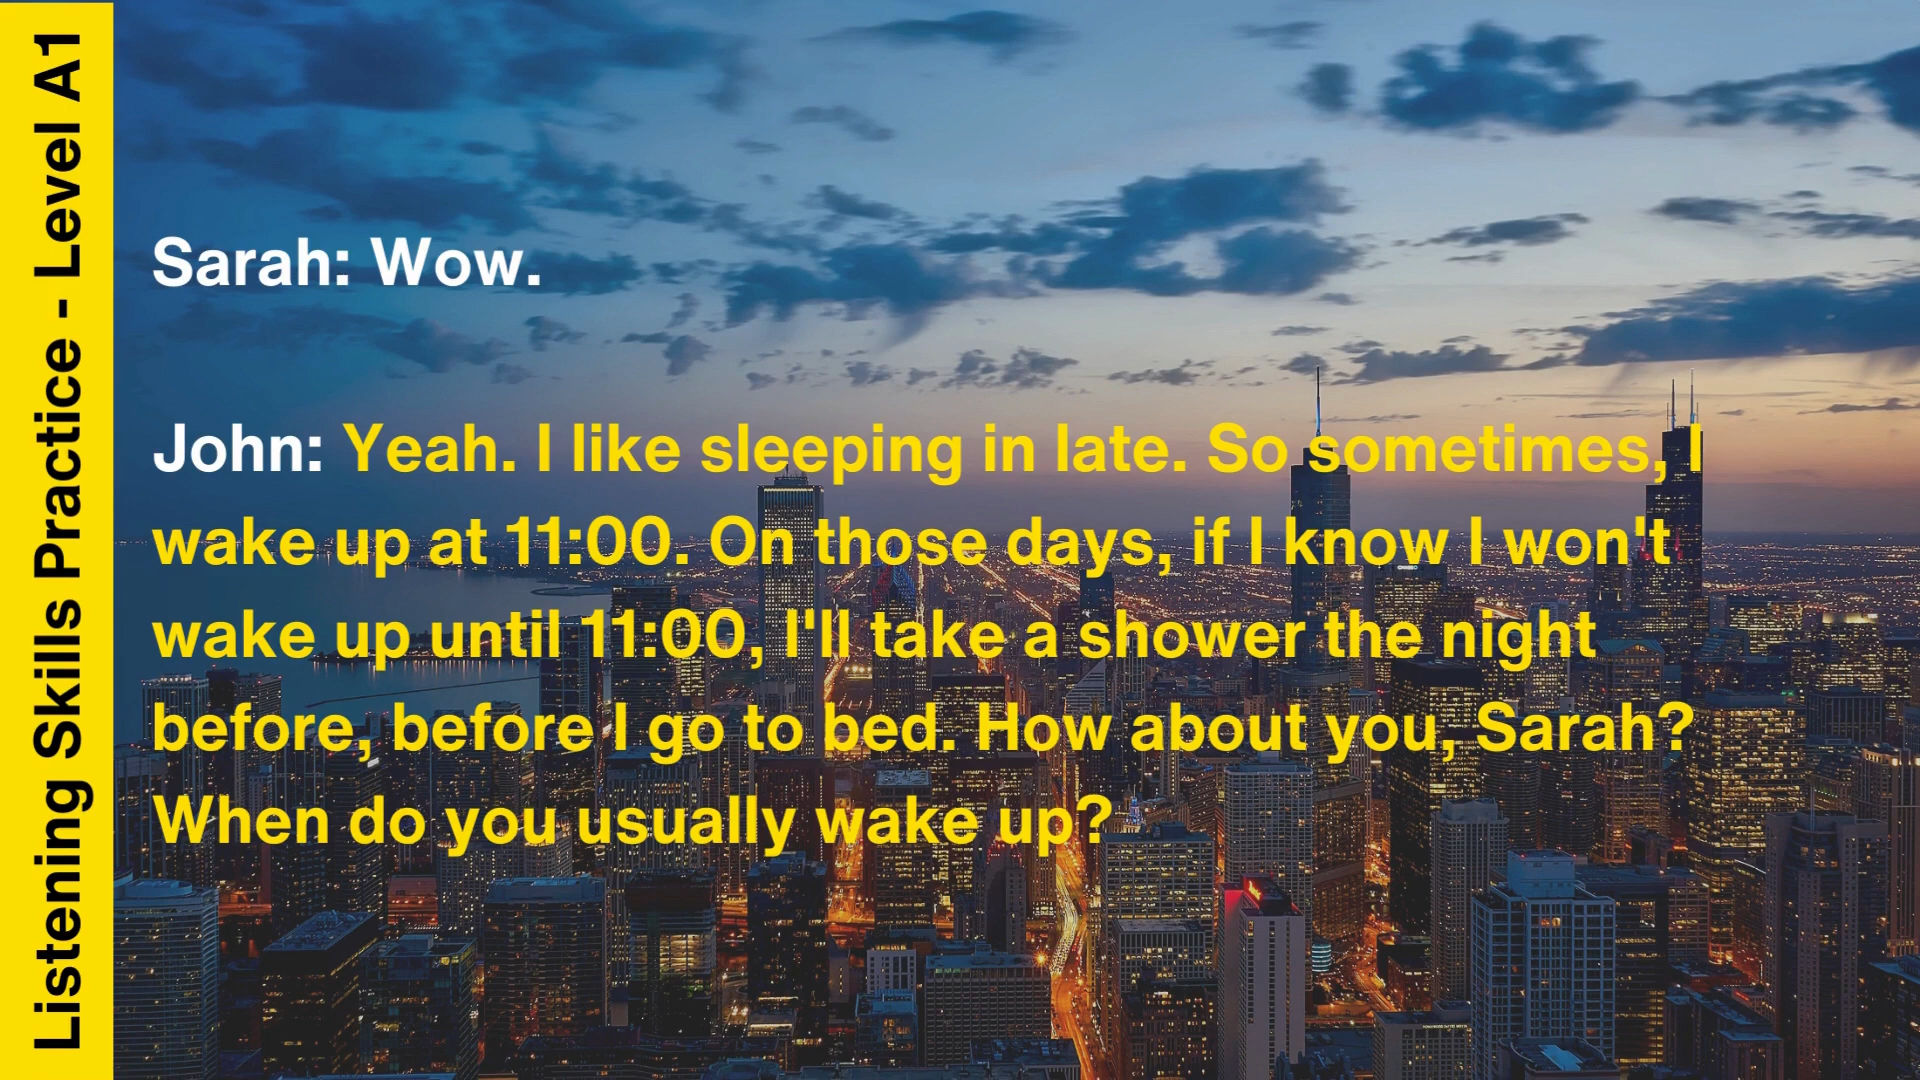 Listening Skills Practice - Level A1
Sarah: Wow.
John: Yeah. I like sleeping in late. So sometimes, I
wake up at 11:00. On those days, if I know I won't
wake up until 11:00, I'll take a shower the night
before, before I go to bed. How about you, Sarah?
When do you usually wake up?